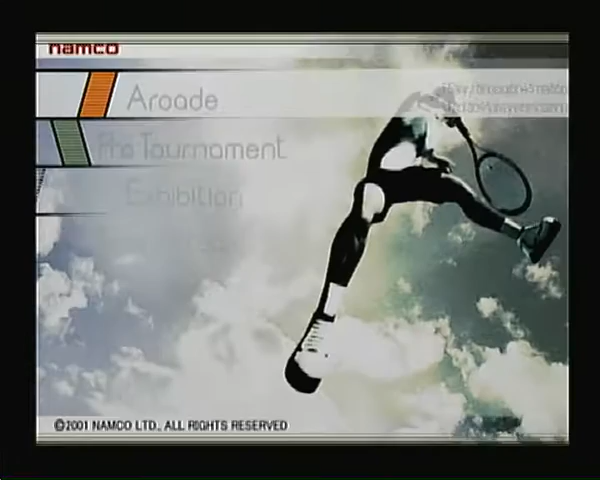 namco
Arcade
Pro Tournament
Exhibition
©2001 NAMCO LTD., ALL RIGHTS RESERVED